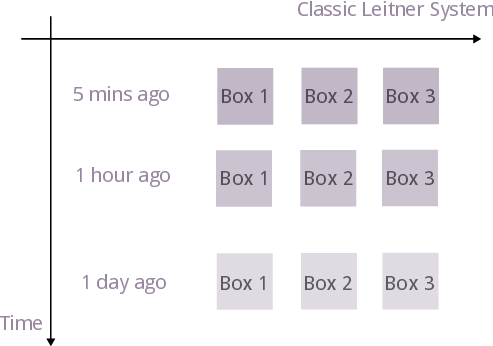 Classic Leitner System
5 mins ago Box 1 Box 2 Box 3
1 hour ago Box 1 Box 2 Box 3
1 day ago Box 1 Box 2 Box 3
Time